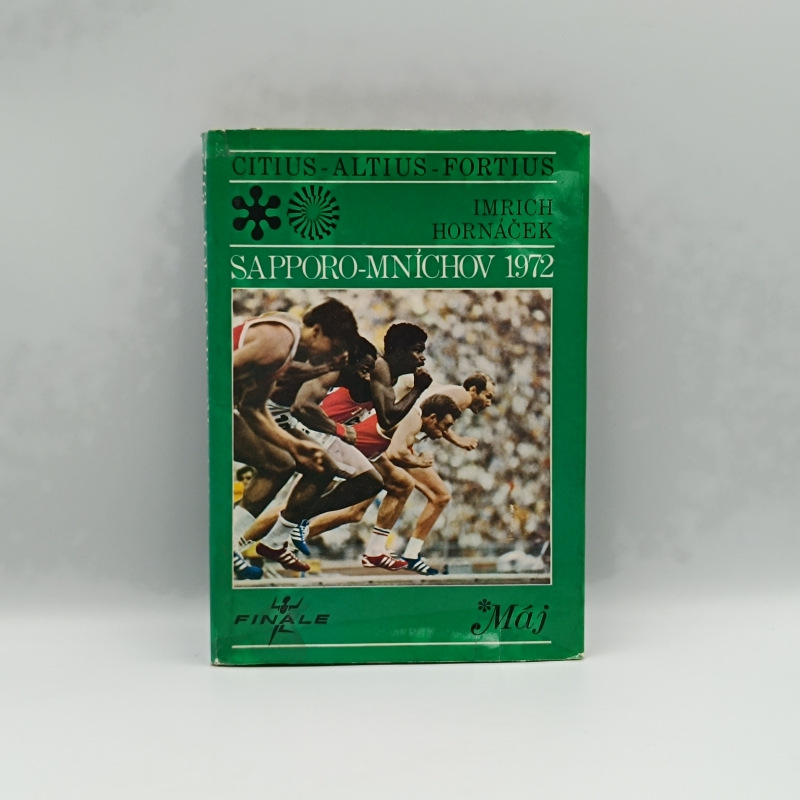 CITIUS - ALTIUS - FORTIUS
IMRICH
HORNÁČEK
SAPPORO-MNÍCHOV 1972
FINALE
Máj